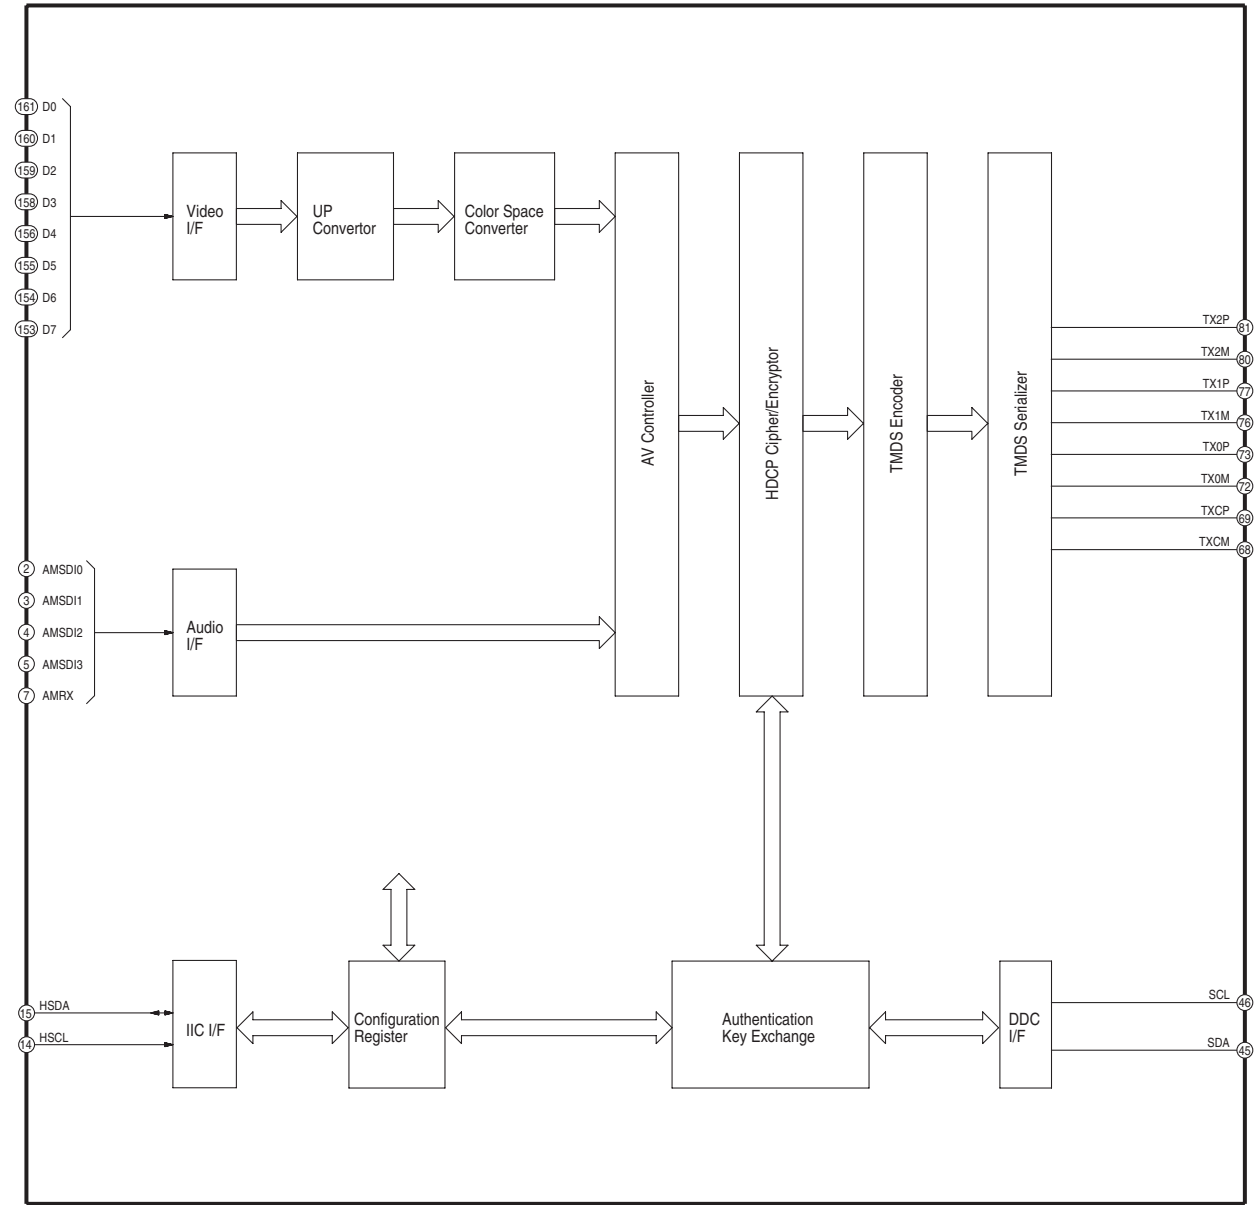 161 D0
160 D1
159 D2
158 D3
156 D4
155 D5
154 D6
153 D7
Video
I/F
UP
Convertor
Color Space
Converter
AV Controller
HDCP Cipher/Encryptor
TMDS Encoder
TMDS Serializer
TX2P 81
TX2M 80
TX1P 77
TX1M 76
TX0P 73
TX0M 72
TXCP 69
TXCM 68
2 AMSDI0
3 AMSDI1
4 AMSDI2
5 AMSDI3
7 AMRX
Audio
I/F
15 HSDA
14 HSCL
IIC I/F
Configuration
Register
Authentication
Key Exchange
DDC
I/F
SCL 46
SDA 45